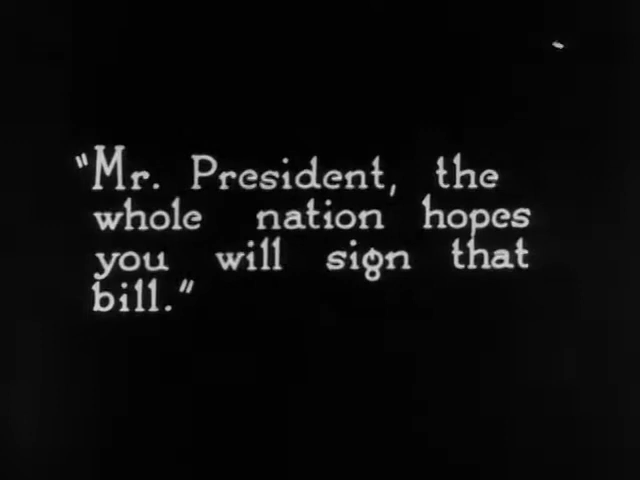 "Mr. President, the
whole nation hopes
you will sign that
bill."